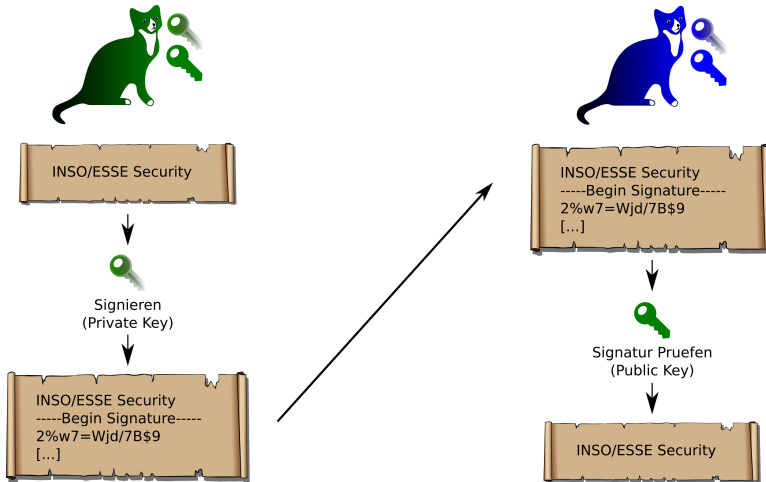 INSO/ESSE Security
Signieren
(Private Key)
INSO/ESSE Security
-----Begin Signature-----
2%w7=Wjd/7B$9
[...]
INSO/ESSE Security
-----Begin Signature-----
2%w7=Wjd/7B$9
[...]
Signatur Pruefen
(Public Key)
INSO/ESSE Security